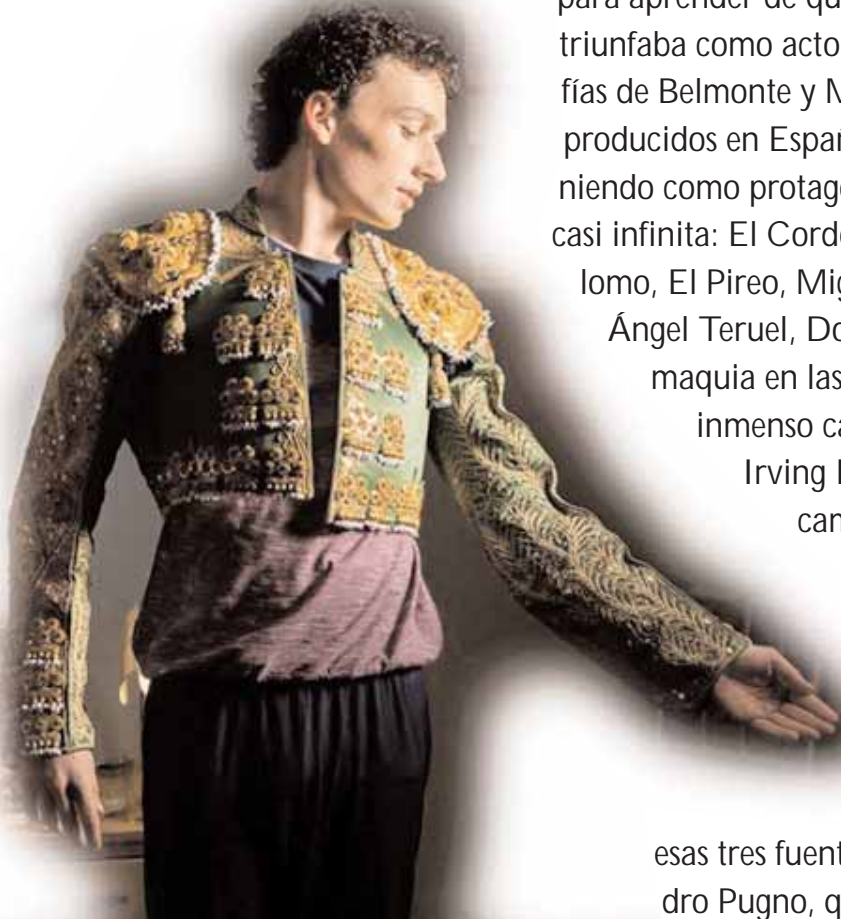 para aprender de qu
triunfaba como acto
fías de Belmonte y M
producidos en Españ
niendo como protag
casi infinita: El Cord
lomo, El Pireo, Mig
Ángel Teruel, Do
maquia en las
inmenso ca
Irving
can
esas tres fuent
dro Pugno, q